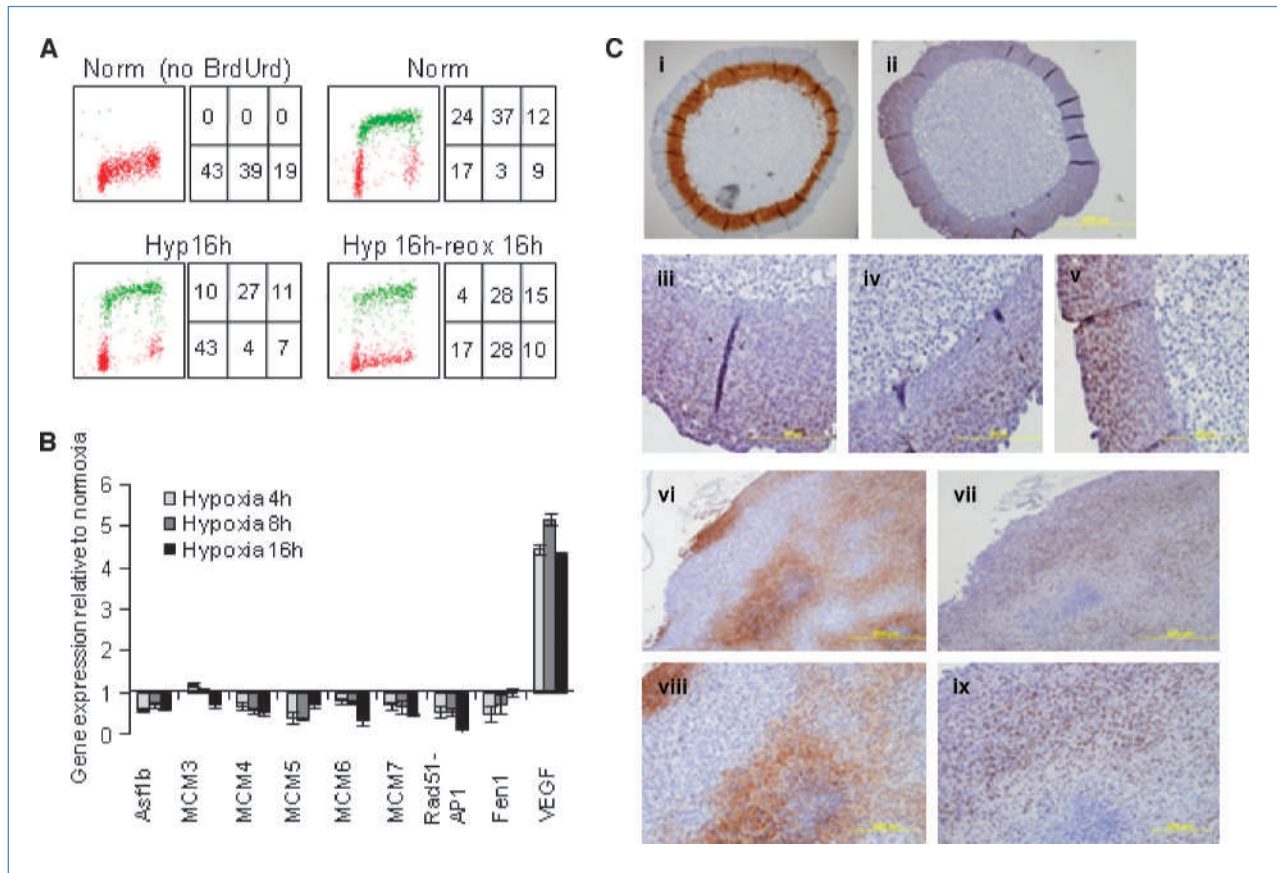 A
Norm (no BrdUrd)
0 0 0
43 39 19
Norm
24 37 12
17 3 9
Hyp16h
10 27 11
43 4 7
Hyp 16h-reox 16h
4 28 15
17 28 10
B
Gene expression relative to normoxia
6
5
4
3
2
1
0
Hypoxia 4h
Hypoxia 8h
Hypoxia 16h
Asf1b
MCM3
MCM4
MCM5
MCM6
MCM7
Rad51-
AP1
Fen1
VEGF
C
i
ii
iii
iv
v
vi
vii
viii
ix